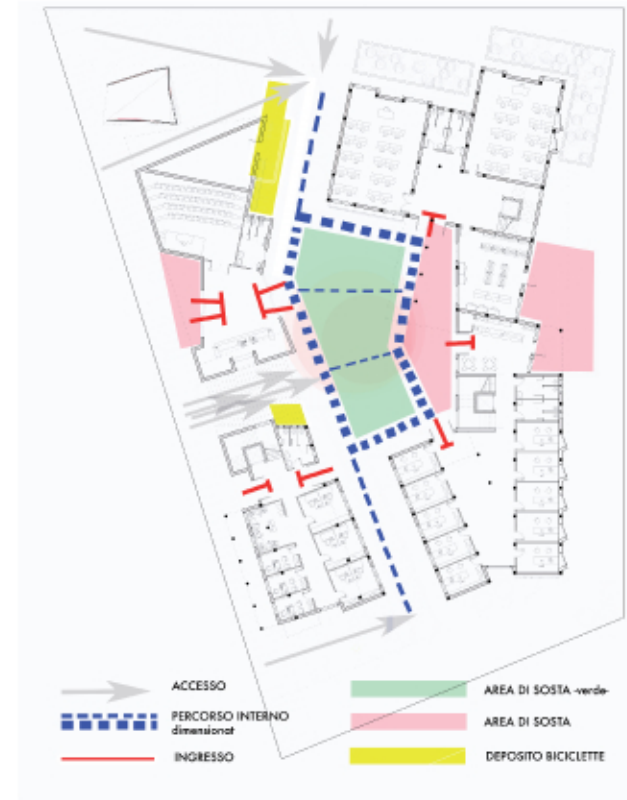 ACCESSO
PERCORSO INTERNO
dimensionat
INGRESSO
AREA DI SOSTA -verde-
AREA DI SOSTA
DEPOSITO BICICLETTE